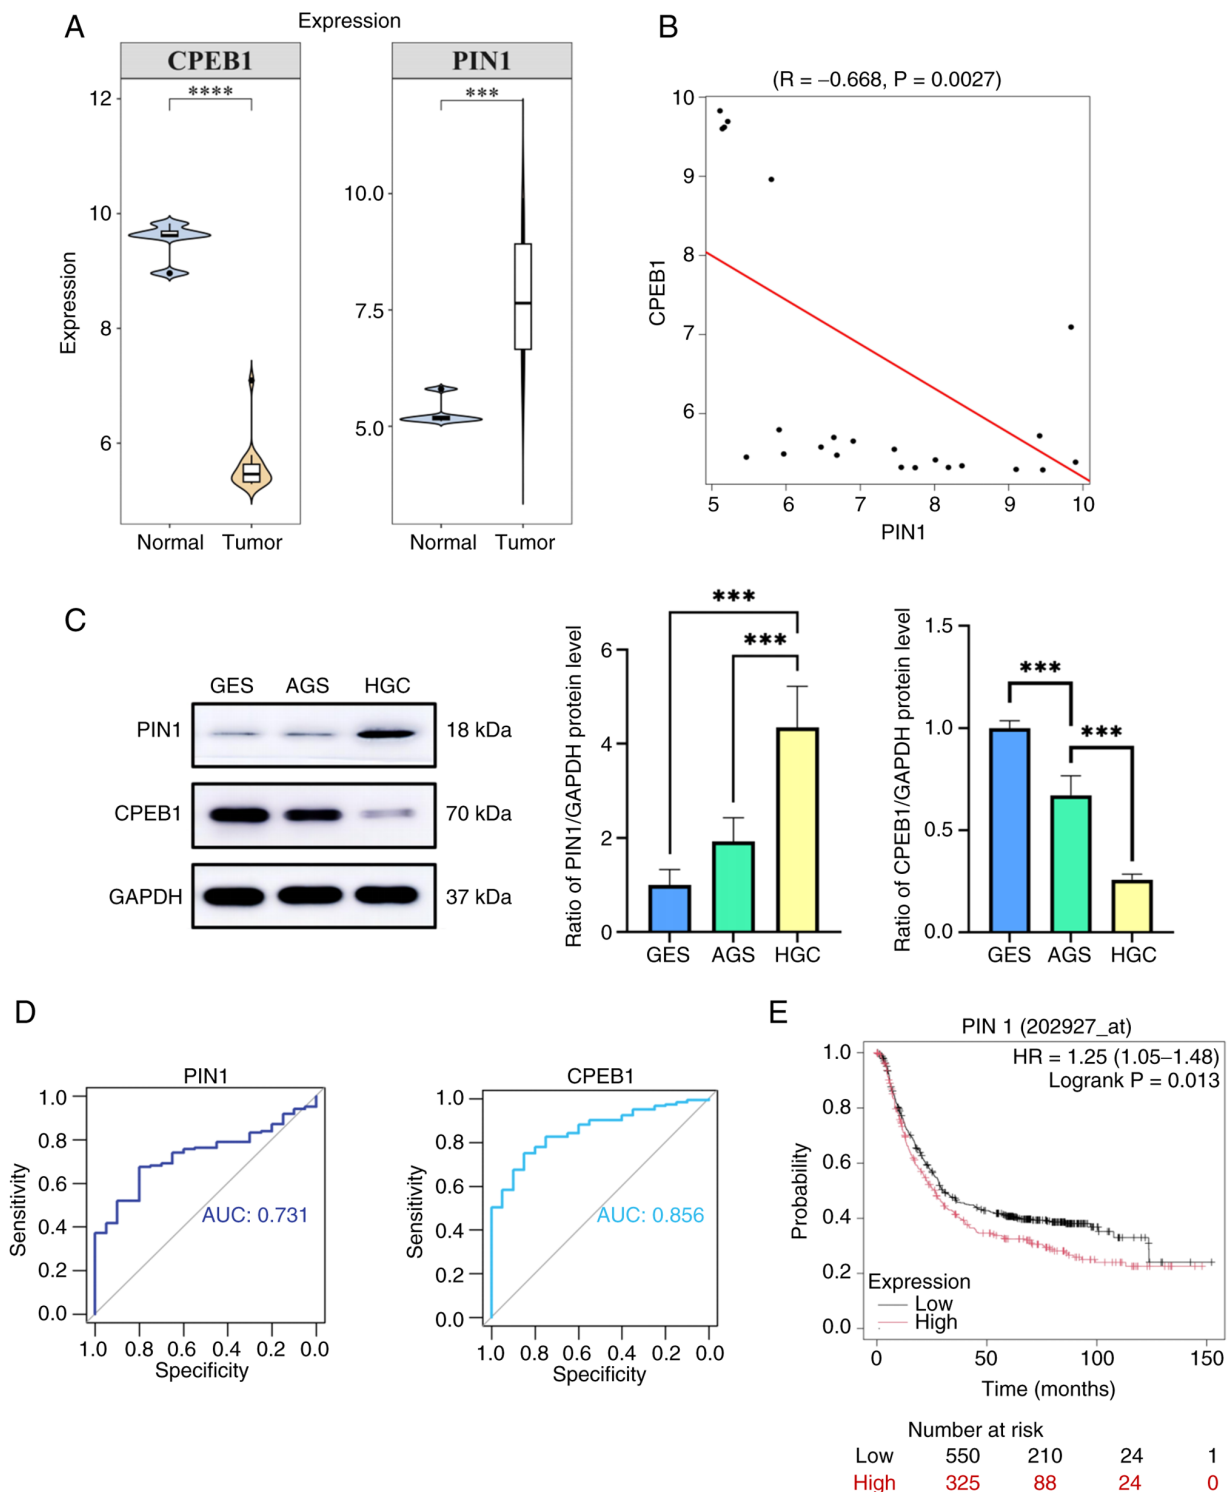 A
Expression
CPEB1
PIN1
****
***
12
10
8
6
10.0
7.5
5.0
Expression
Normal Tumor
Normal Tumor
B
(R = −0.668, P = 0.0027)
10
9
8
7
6
CPEB1
5 6 7 8 9 10
PIN1
C
GES AGS HGC
PIN1 18 kDa
CPEB1 70 kDa
GAPDH 37 kDa
Ratio of PIN1/GAPDH protein level
***
***
6
4
2
0
GES AGS HGC
Ratio of CPEB1/GAPDH protein level
***
***
1.5
1.0
0.5
0.0
GES AGS HGC
D
PIN1
1.0
0.8
0.6
0.4
0.2
0.0
Sensitivity
AUC: 0.731
1.0 0.8 0.6 0.4 0.2 0.0
Specificity
CPEB1
1.0
0.8
0.6
0.4
0.2
0.0
Sensitivity
AUC: 0.856
1.0 0.8 0.6 0.4 0.2 0.0
Specificity
E
PIN 1 (202927_at)
HR = 1.25 (1.05–1.48)
Logrank P = 0.013
1.0
0.8
0.6
0.4
0.2
0.0
Probability
Expression
Low
High
0 50 100 150
Time (months)
Number at risk
Low 550 210 24 1
High 325 88 24 0